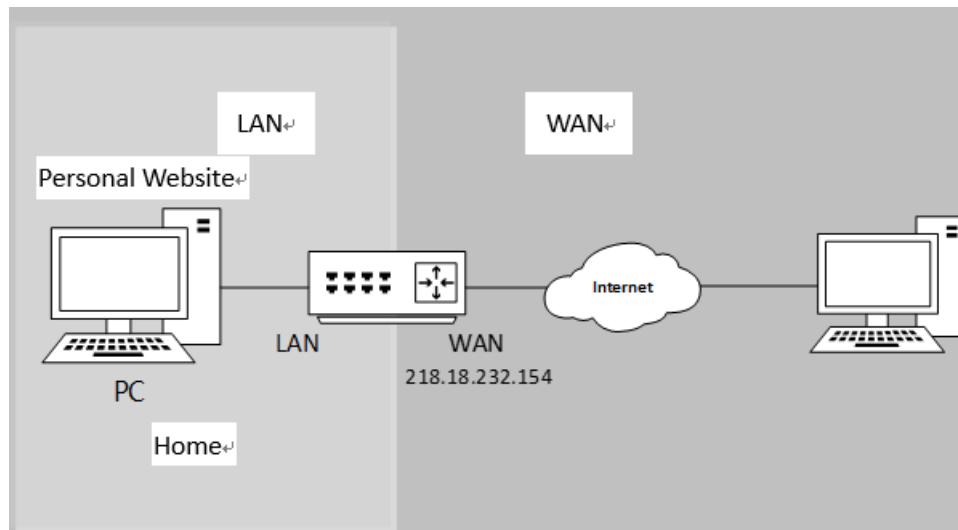 LAN
WAN
Personal Website
Internet
LAN
WAN
218.18.232.154
PC
Home